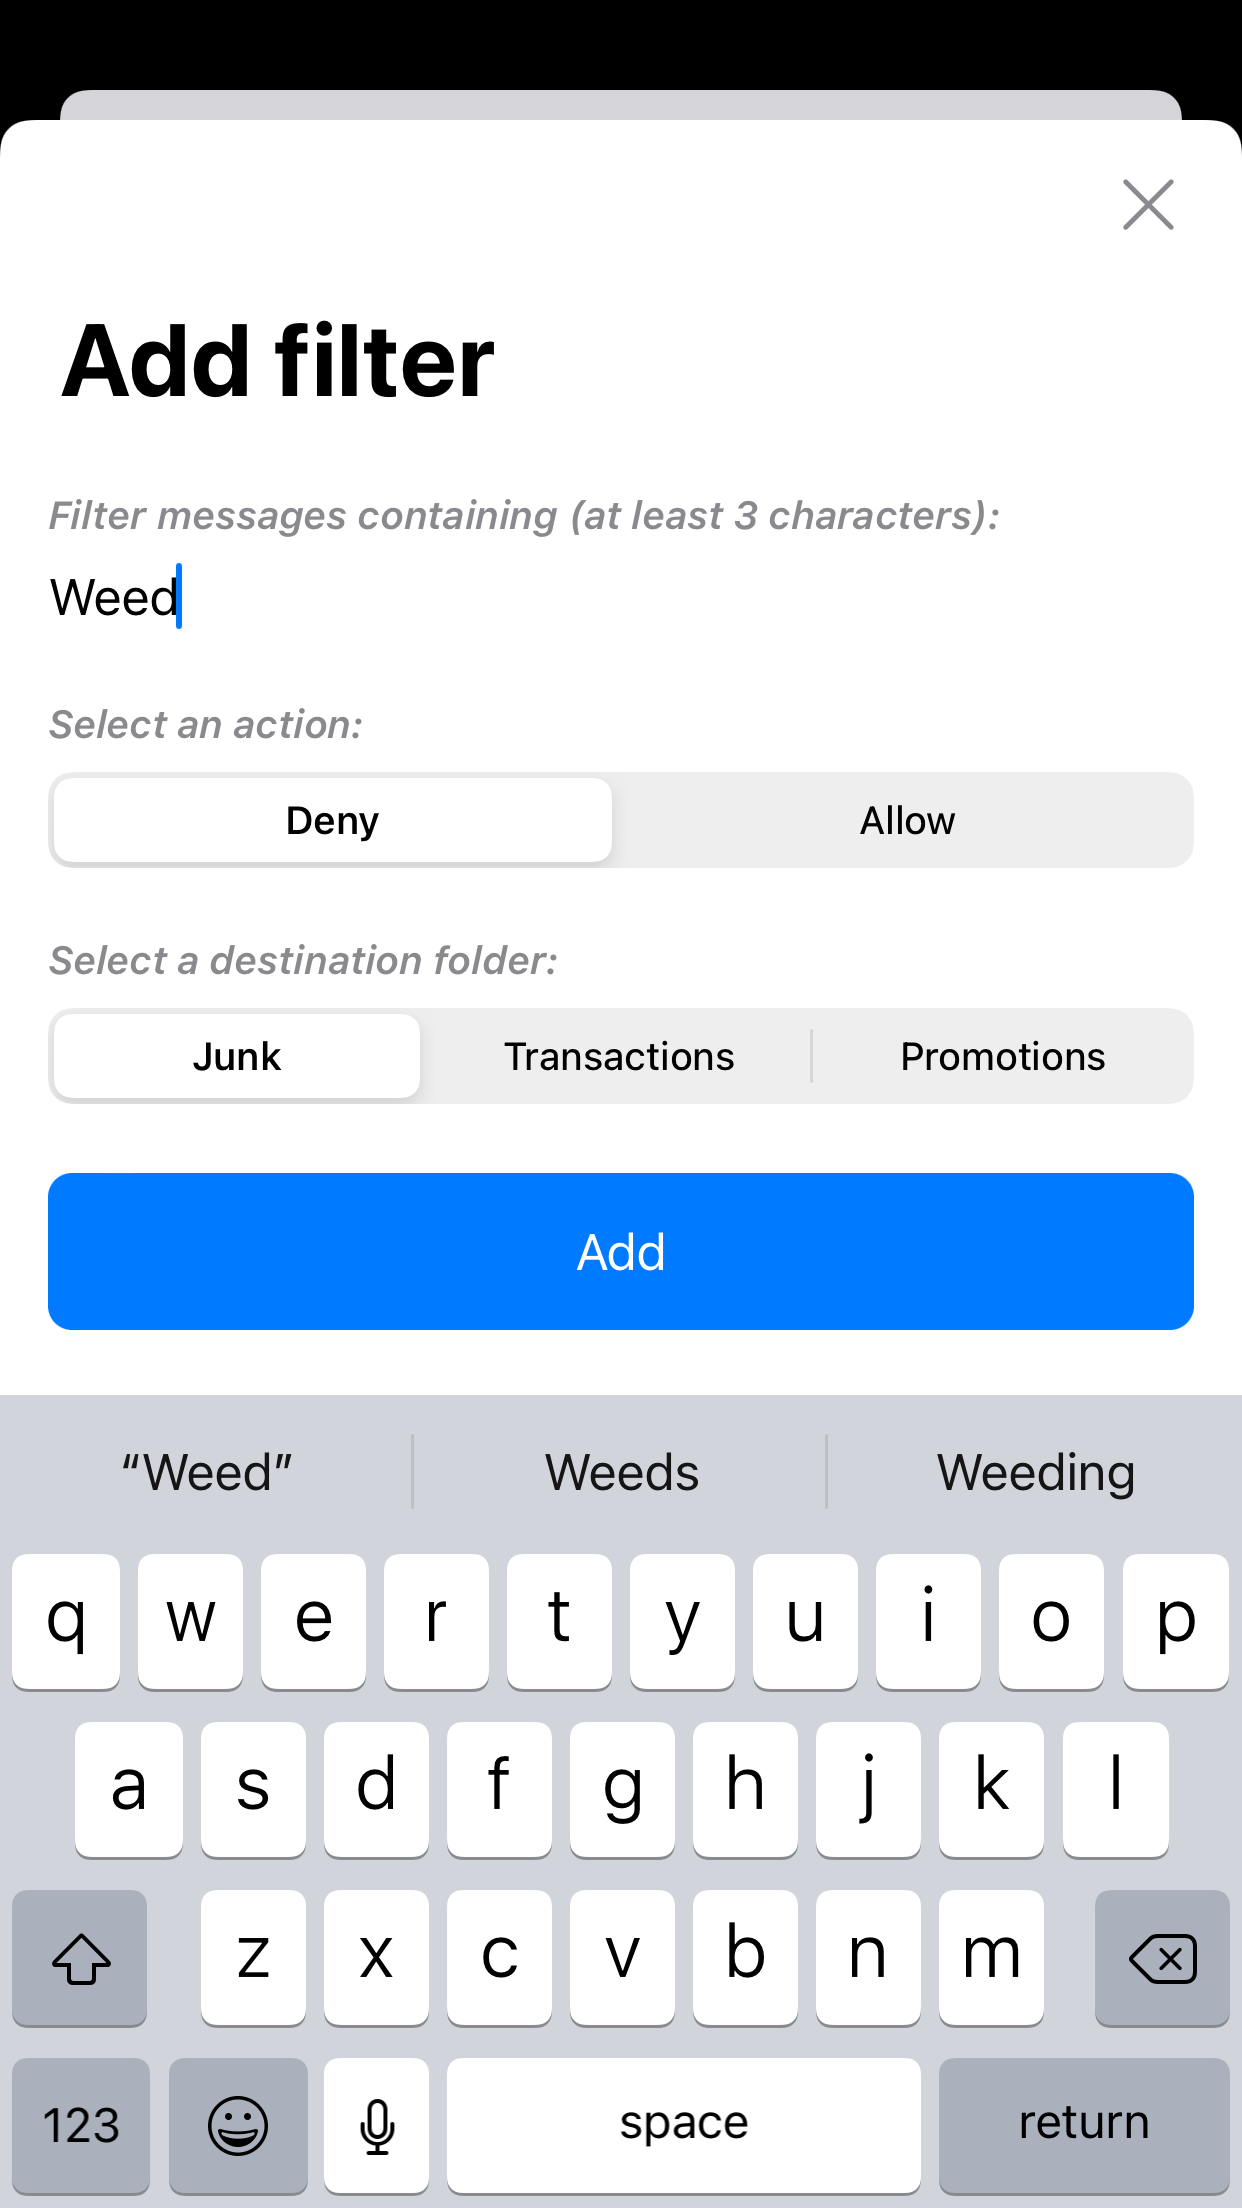 Add filter
Filter messages containing (at least 3 characters):
Weed
Select an action:
Deny Allow
Select a destination folder:
Junk Transactions Promotions
Add
“Weed” Weeds Weeding
q w e r t y u i o p
a s d f g h j k l
z x c v b n m
123 space return